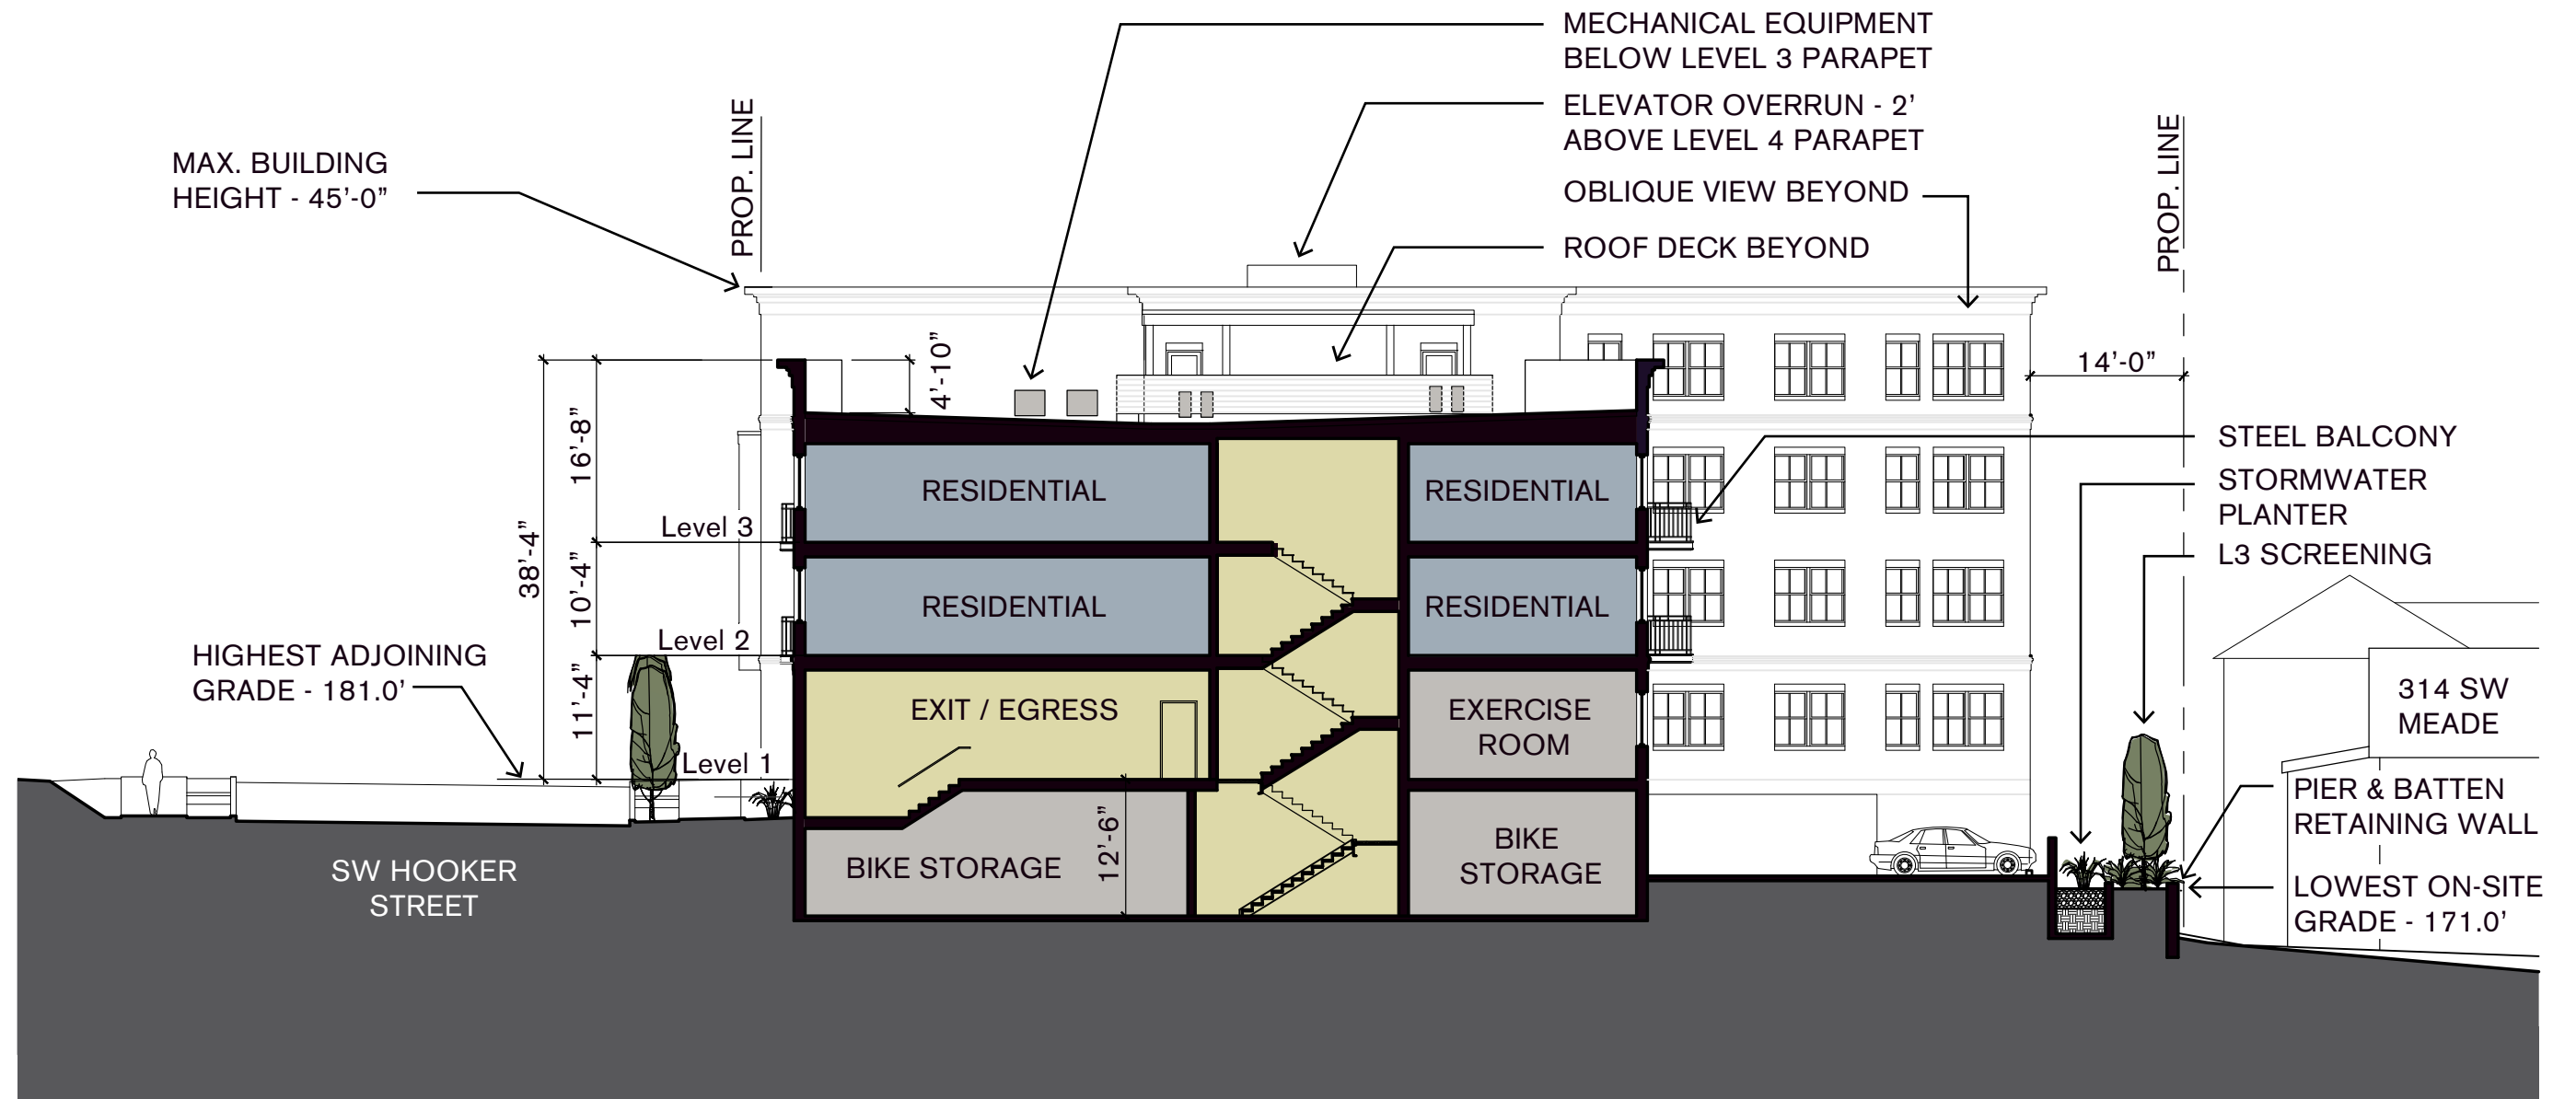 MECHANICAL EQUIPMENT
BELOW LEVEL 3 PARAPET
ELEVATOR OVERRUN - 2’
ABOVE LEVEL 4 PARAPET
OBLIQUE VIEW BEYOND
ROOF DECK BEYOND
MAX. BUILDING
HEIGHT - 45’-0”
PROP. LINE
PROP. LINE
14’-0”
4’-10”
16’-8”
38’-4”
10’-4”
11’-4”
12’-6”
STEEL BALCONY
STORMWATER
PLANTER
L3 SCREENING
Level 3
Level 2
Level 1
HIGHEST ADJOINING
GRADE - 181.0’
RESIDENTIAL
RESIDENTIAL
RESIDENTIAL
RESIDENTIAL
EXIT / EGRESS
EXERCISE
ROOM
BIKE STORAGE
BIKE
STORAGE
SW HOOKER
STREET
314 SW
MEADE
PIER & BATTEN
RETAINING WALL
LOWEST ON-SITE
GRADE - 171.0’